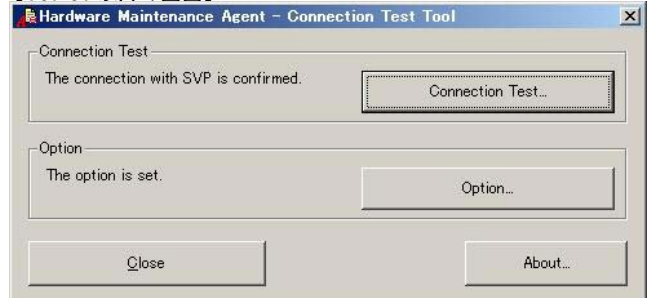 Hardware Maintenance Agent - Connection Test Tool
Connection Test
The connection with SVP is confirmed.
Connection Test...
Option
The option is set.
Option...
Close
About...